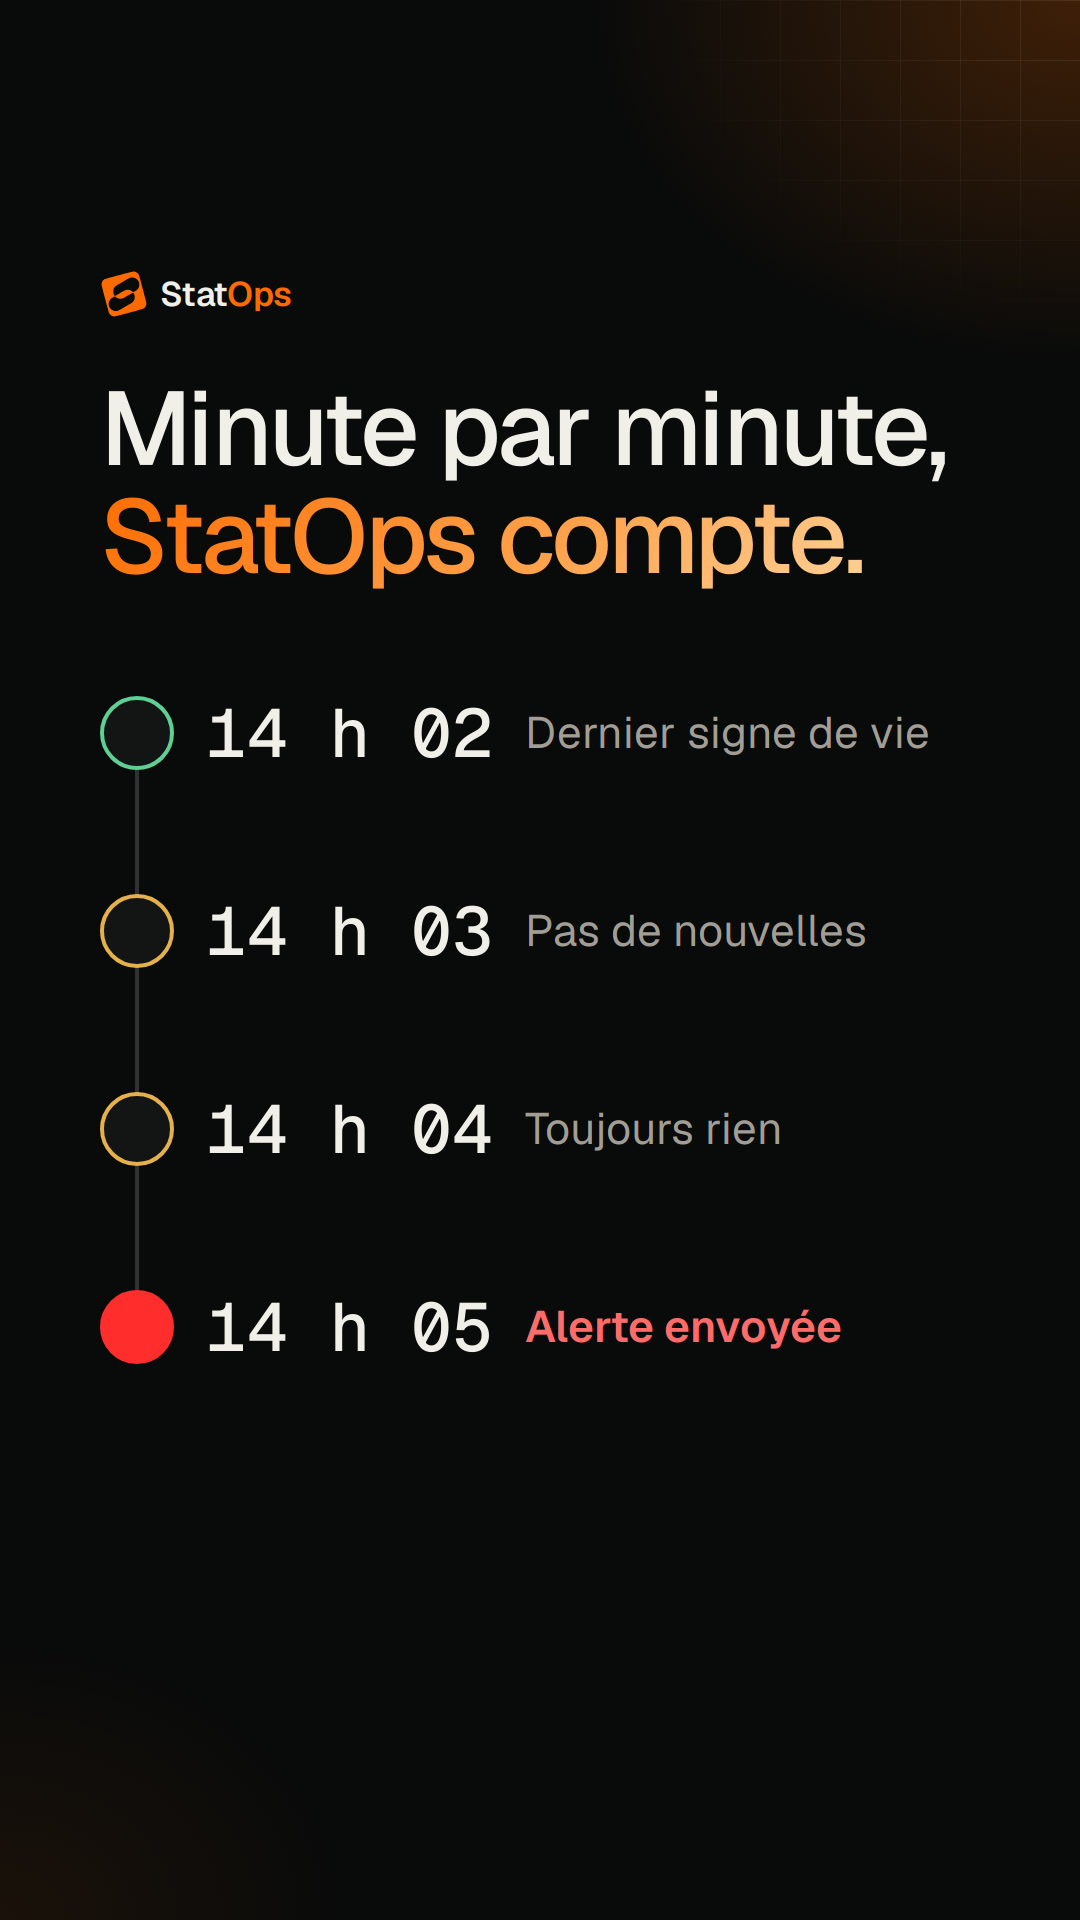 StatOps
Minute par minute,
StatOps compte.
14 h 02 Dernier signe de vie
14 h 03 Pas de nouvelles
14 h 04 Toujours rien
14 h 05 Alerte envoyée